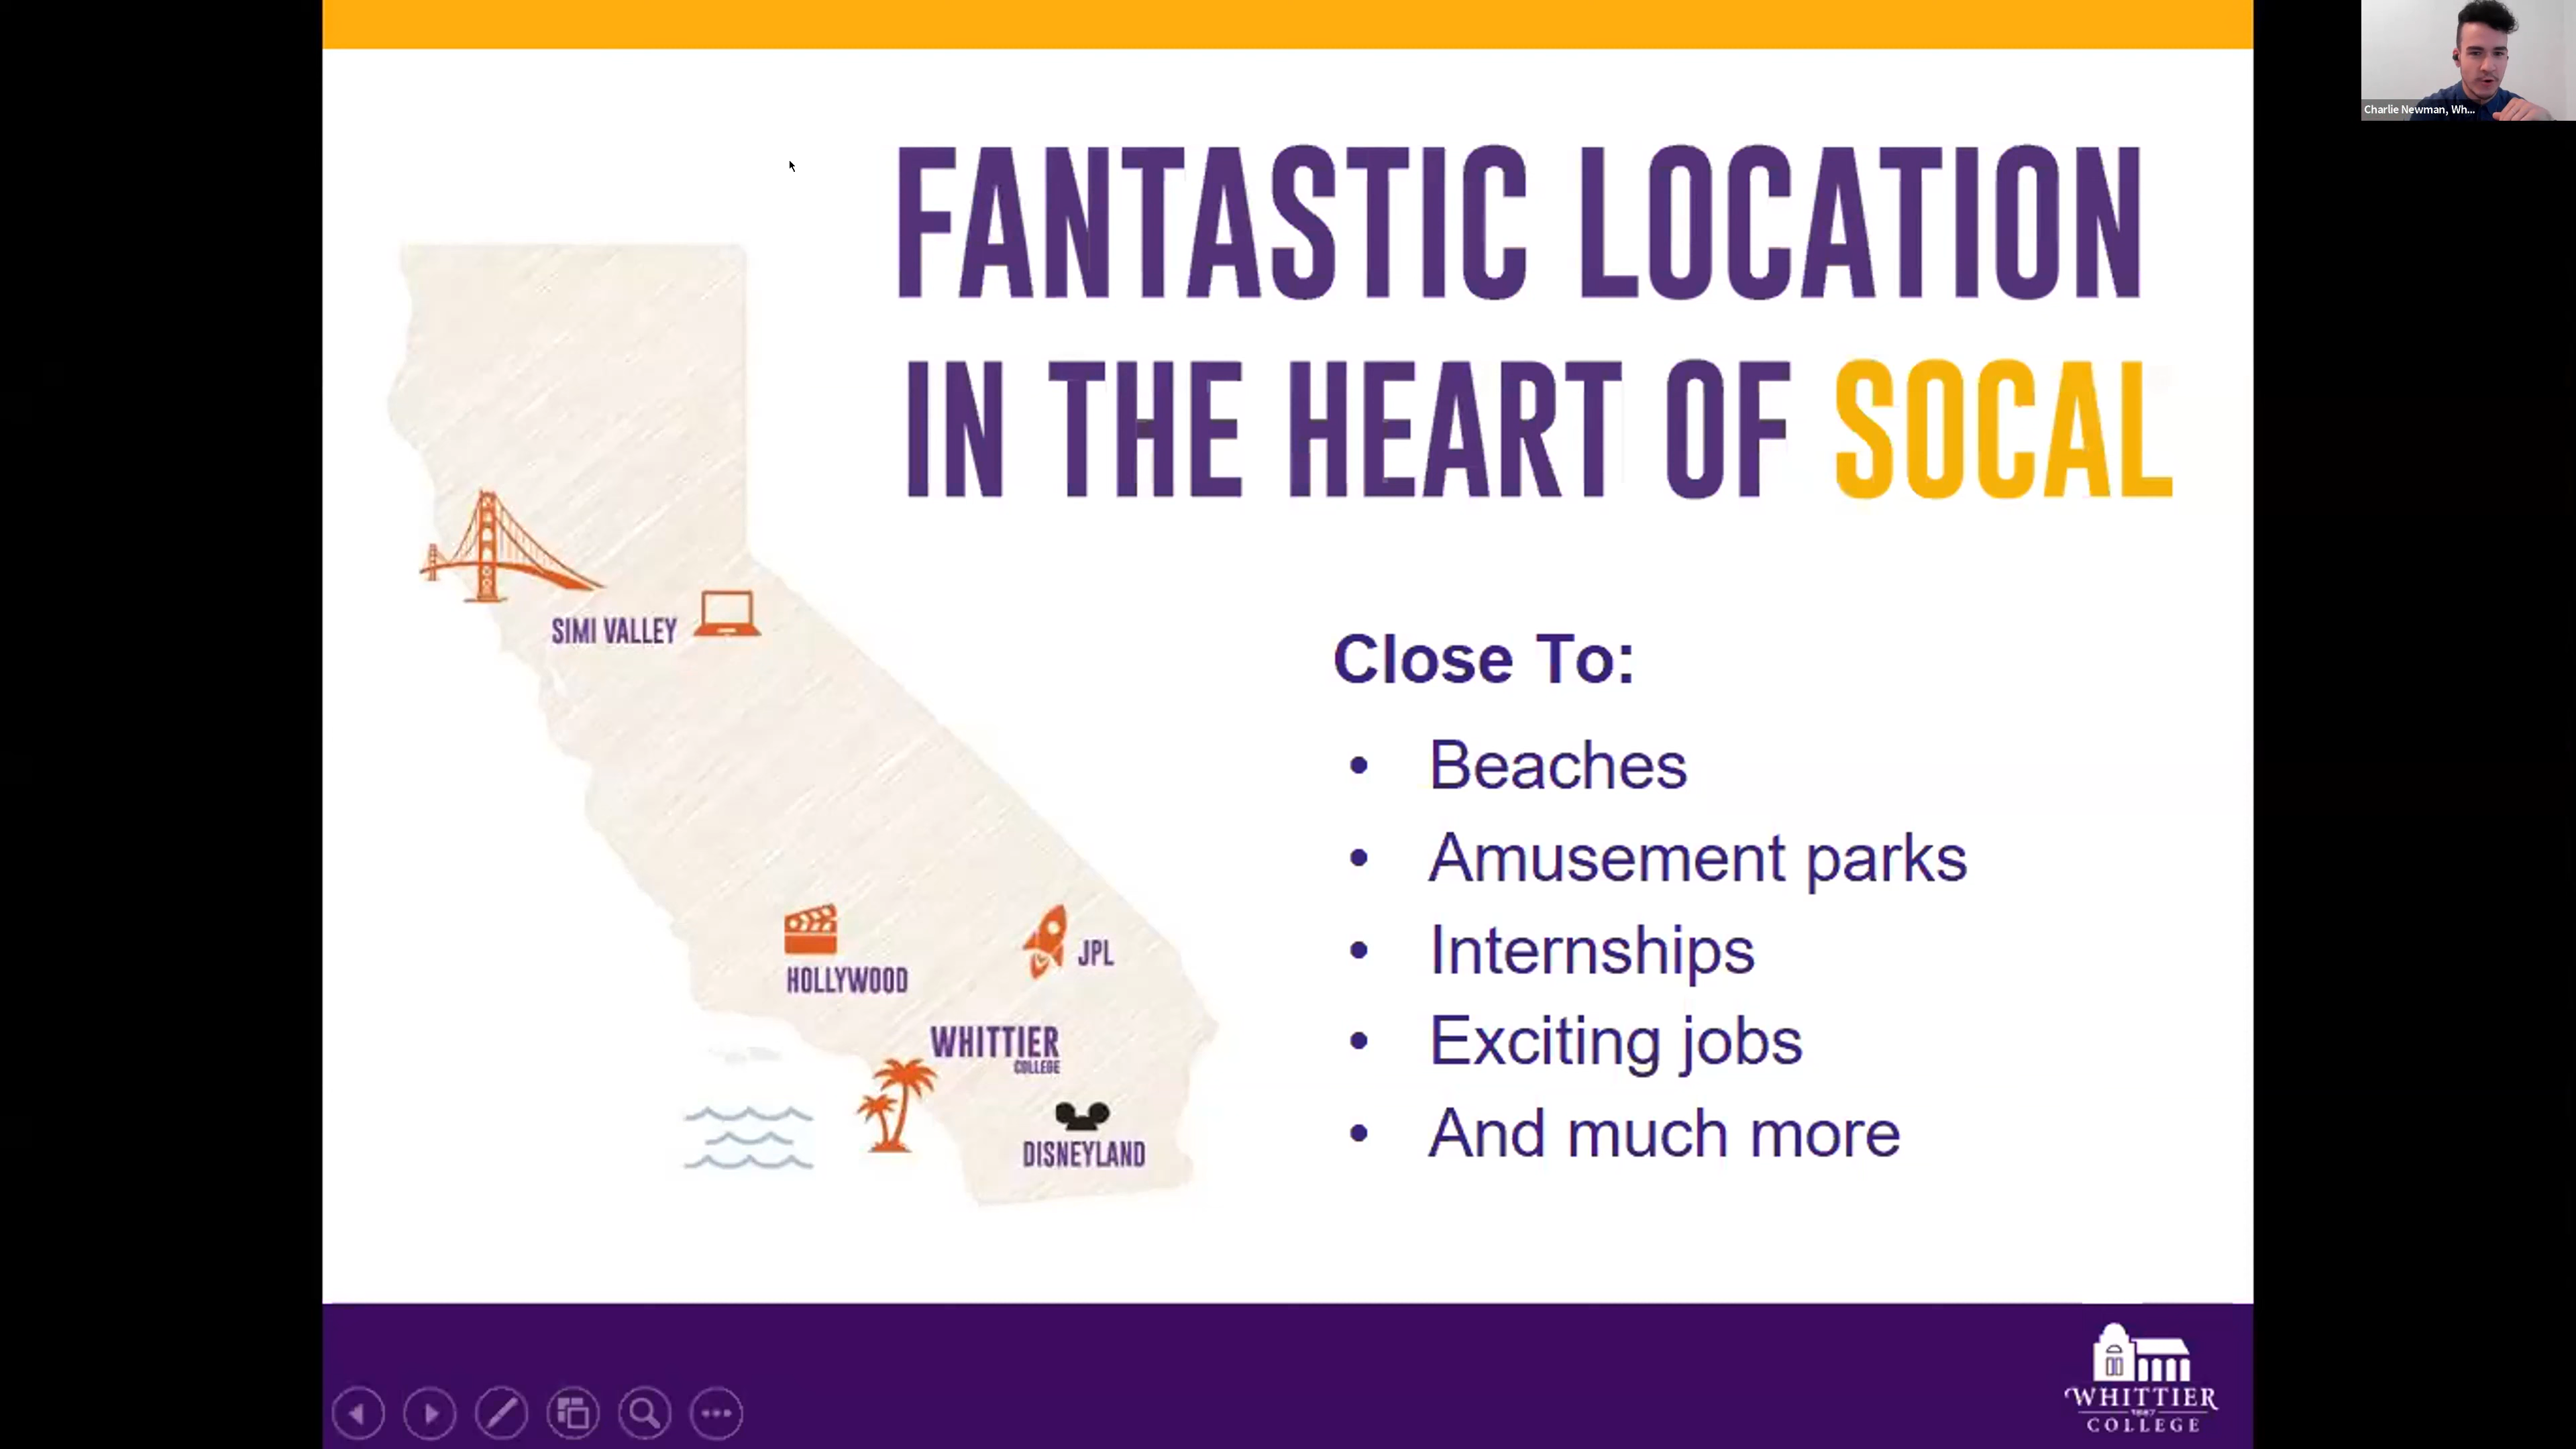 Charlie Newman, Wh...
FANTASTIC LOCATION
IN THE HEART OF SOCAL
SIMI VALLEY
HOLLYWOOD
JPL
WHITTIER
COLLEGE
DISNEYLAND
Close To:
• Beaches
• Amusement parks
• Internships
• Exciting jobs
• And much more
WHITTIER
1887
COLLEGE